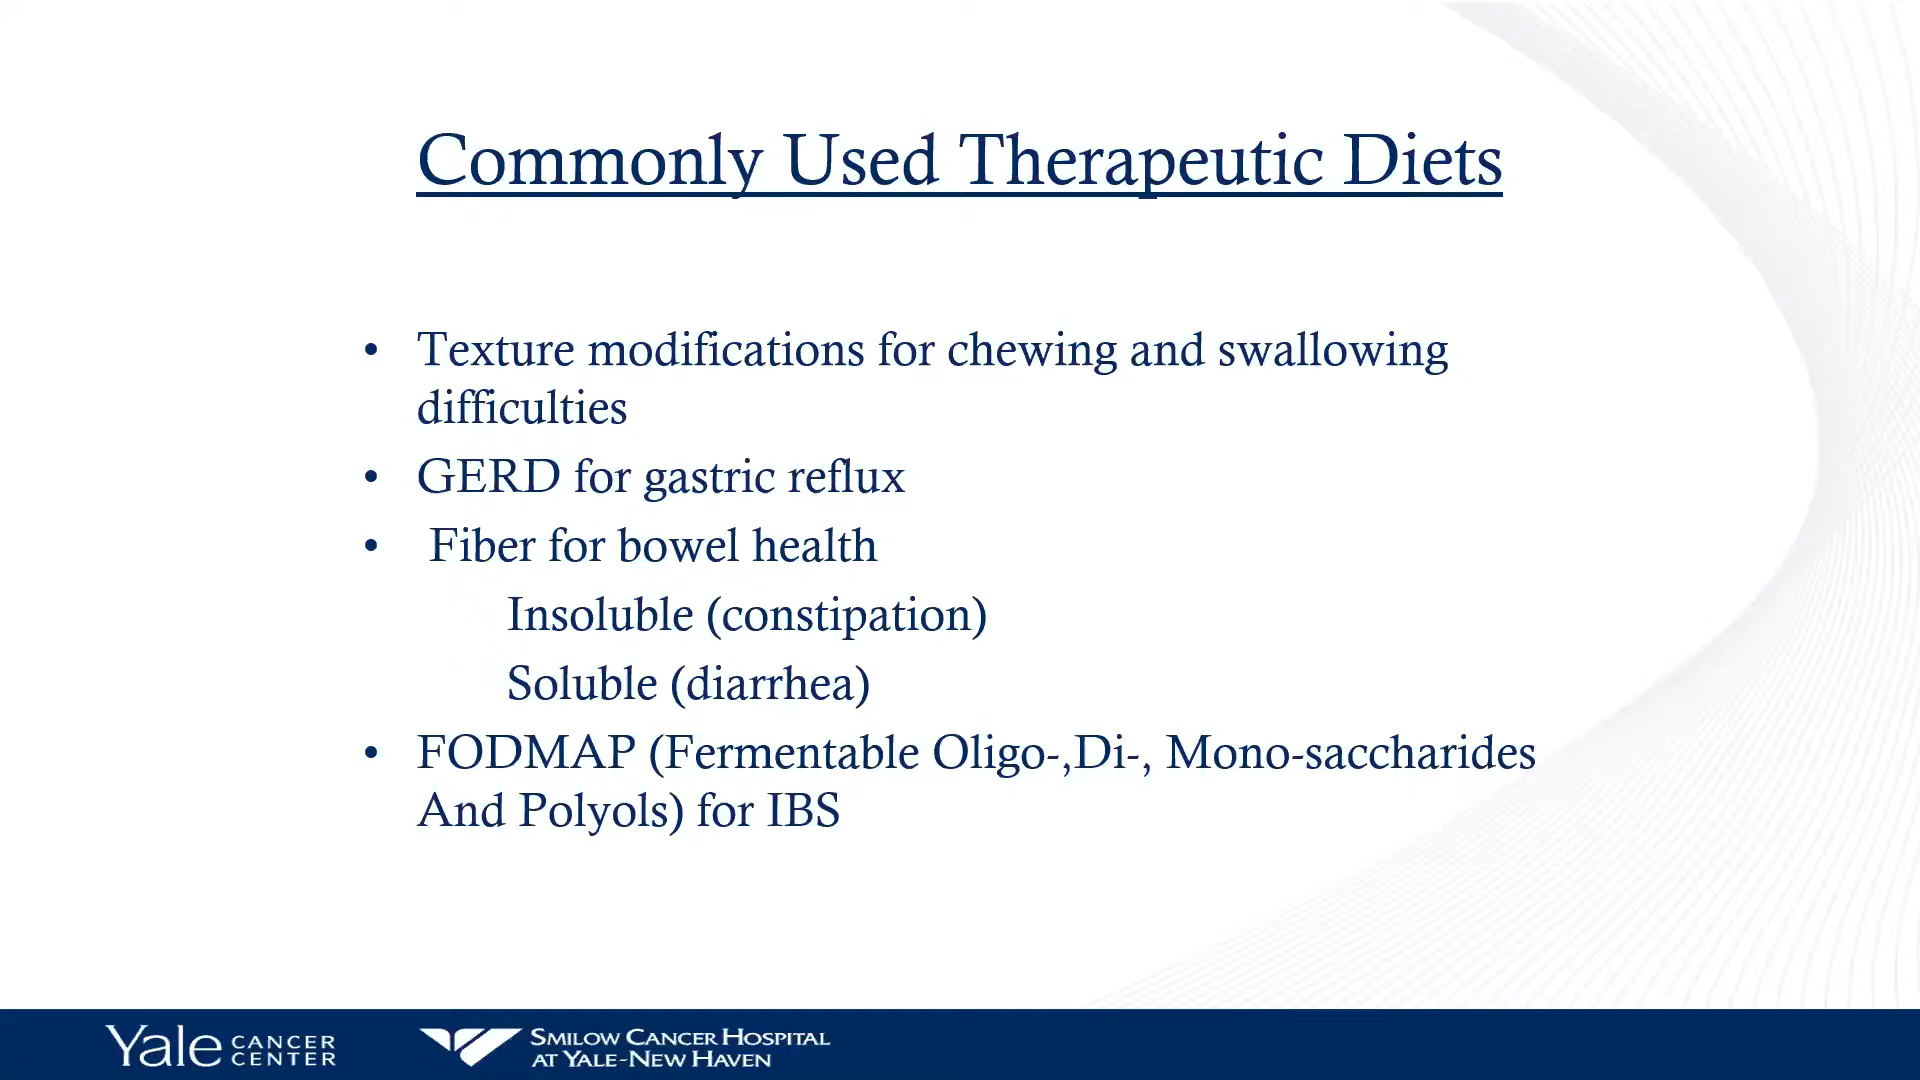 Commonly Used Therapeutic Diets
• Texture modifications for chewing and swallowing
difficulties
• GERD for gastric reflux
• Fiber for bowel health
Insoluble (constipation)
Soluble (diarrhea)
• FODMAP (Fermentable Oligo-,Di-, Mono-saccharides
And Polyols) for IBS
Yale CANCER CENTER
SMILOW CANCER HOSPITAL
AT YALE-NEW HAVEN